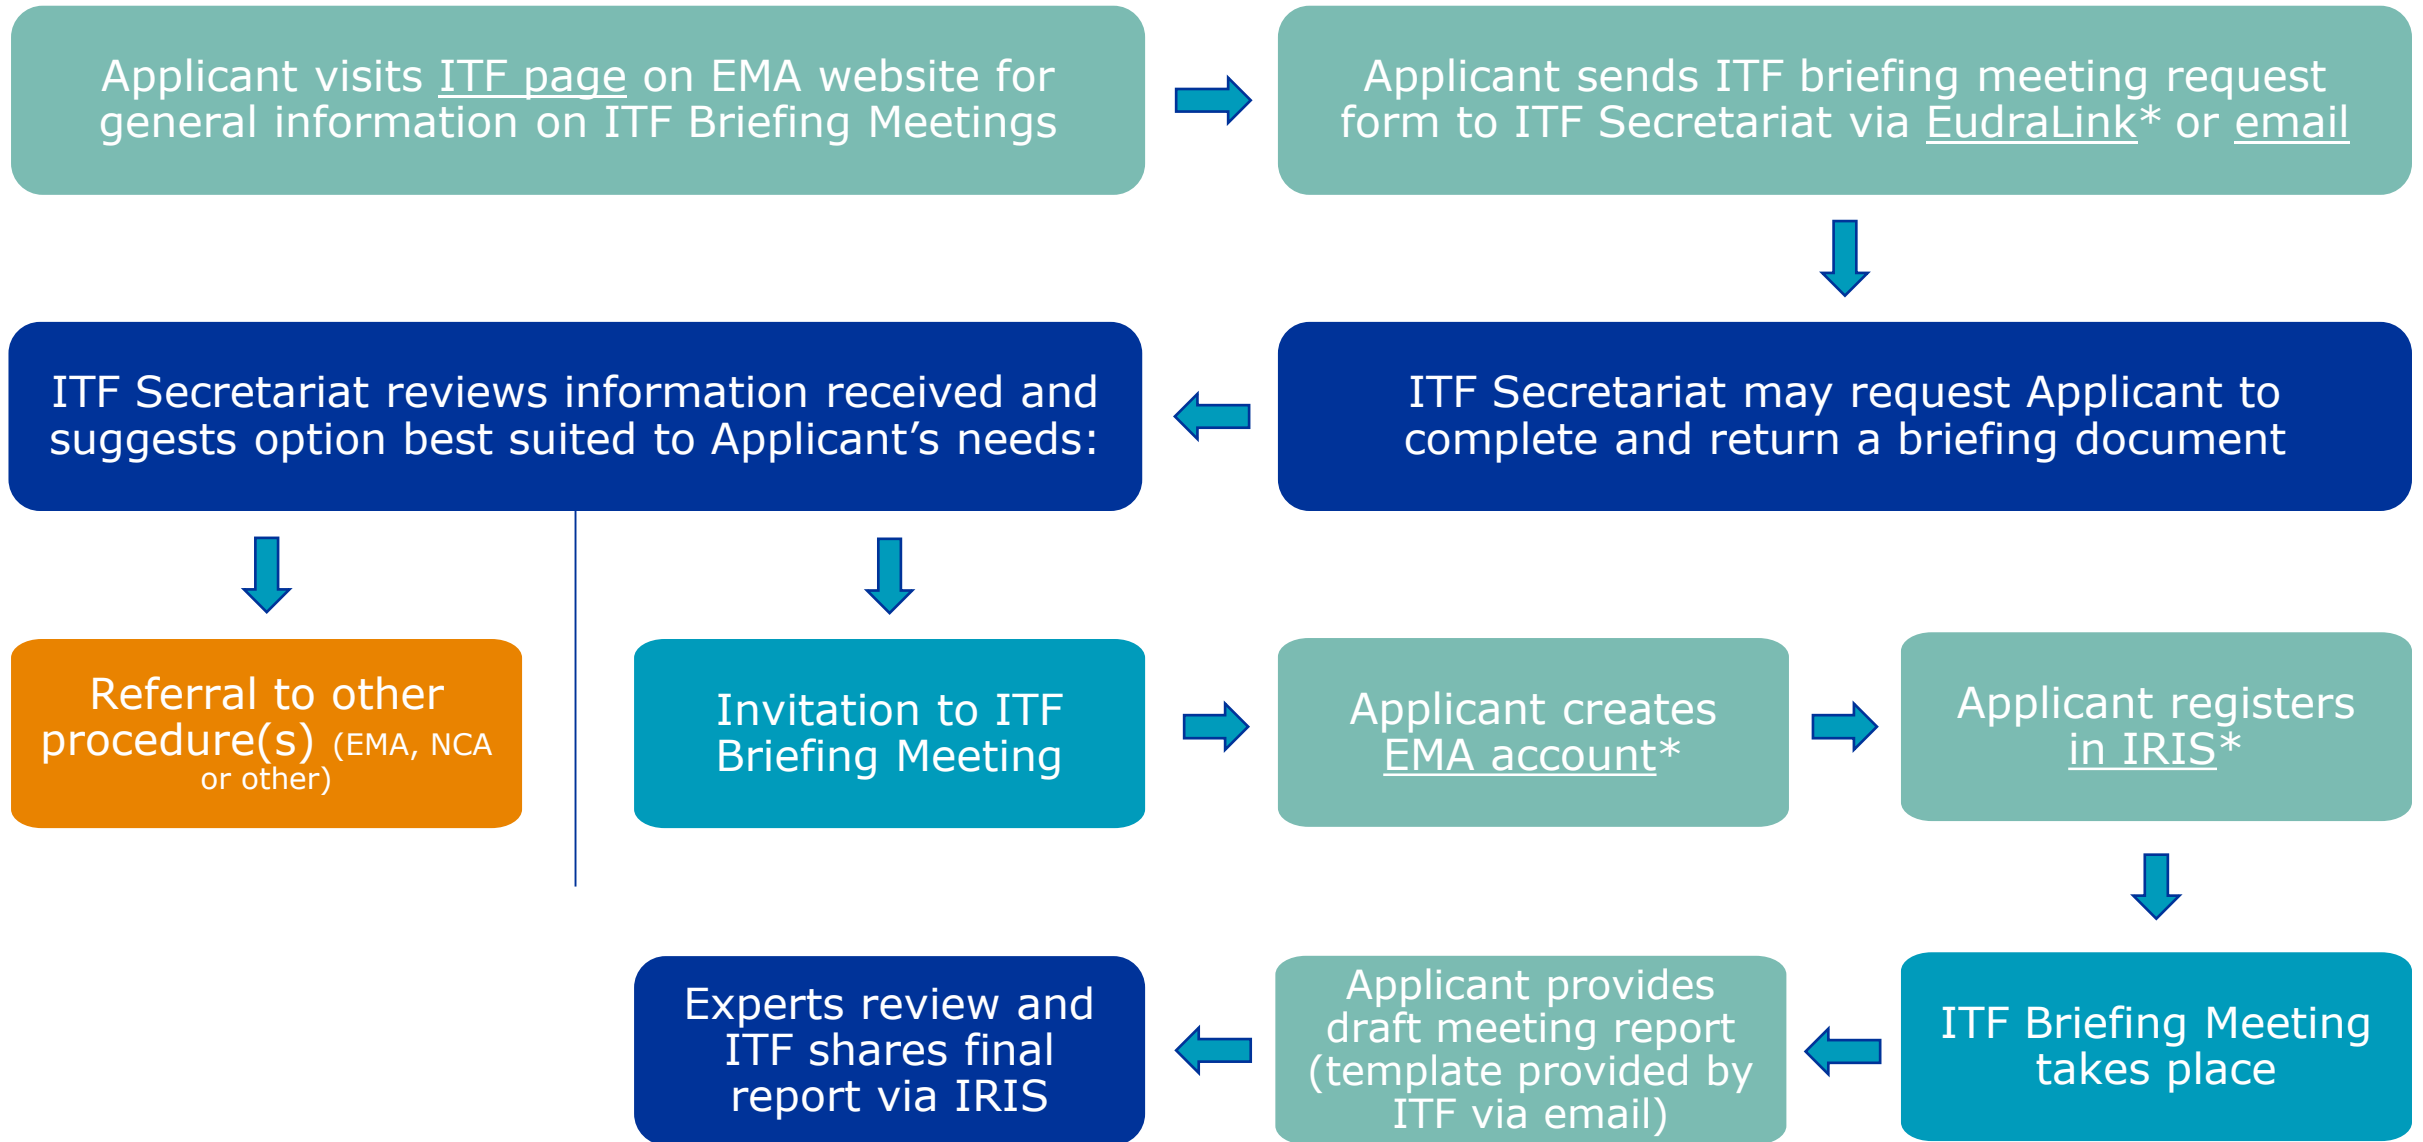 Applicant visits ITF page on EMA website for
general information on ITF Briefing Meetings
Applicant sends ITF briefing meeting request
form to ITF Secretariat via EudraLink* or email
ITF Secretariat may request Applicant to
complete and return a briefing document
ITF Secretariat reviews information received and
suggests option best suited to Applicant’s needs:
Referral to other
procedure(s) (EMA, NCA
or other)
Invitation to ITF
Briefing Meeting
Applicant creates
EMA account*
Applicant registers
in IRIS*
ITF Briefing Meeting
takes place
Applicant provides
draft meeting report
(template provided by
ITF via email)
Experts review and
ITF shares final
report via IRIS